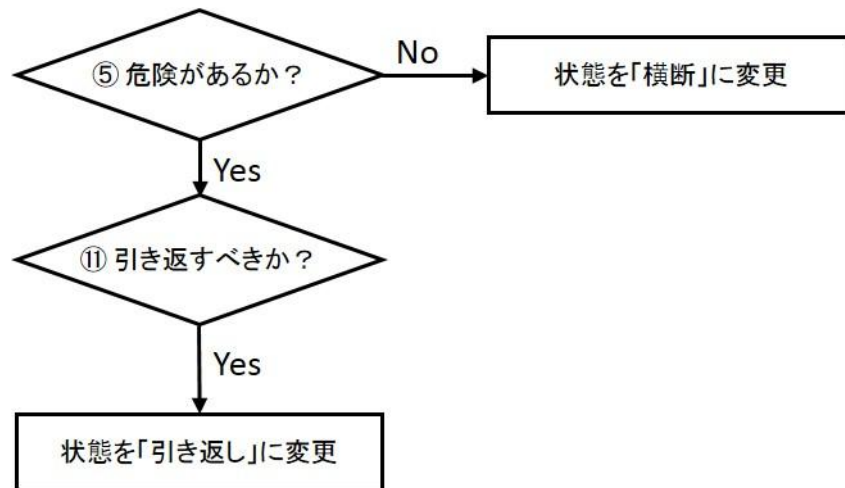 ⑤ 危険があるか？
No
状態を「横断」に変更
Yes
⑪ 引き返すべきか？
Yes
状態を「引き返し」に変更